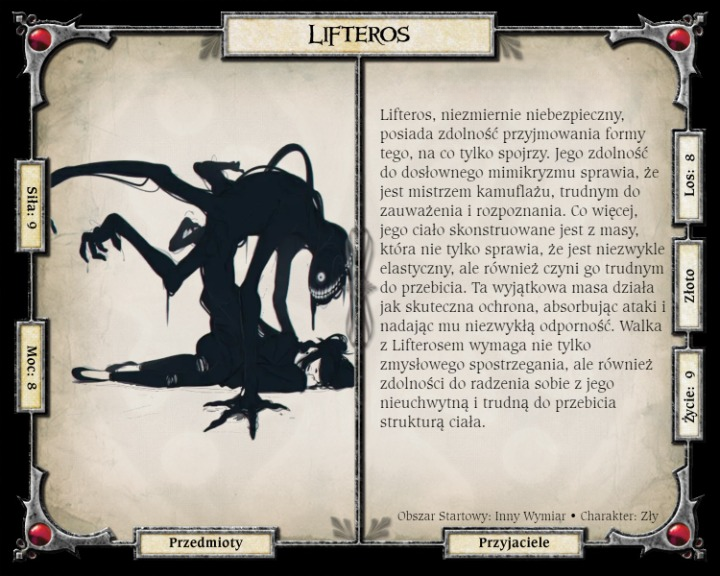 Lifteros
Siła: 9
Moc: 8
Lifteros, niezmiernie niebezpieczny,
posiada zdolność przyjmowania formy
tego, na co tylko spojrzy. Jego zdolność
do dosłownego mimikryzmu sprawia, że
jest mistrzem kamuflażu, trudnym do
zauważenia i rozpoznania. Co więcej,
jego ciało skonstruowane jest z masy,
która nie tylko sprawia, że jest niezwykle
elastyczny, ale również czyni go trudnym
do przebicia. Ta wyjątkowa masa działa
jak skuteczna ochrona, absorbując ataki i
nadając mu niezwykłą odporność. Walka
z Lifterosem wymaga nie tylko
zmysłowego spostrzegania, ale również
zdolności do radzenia sobie z jego
nieuchwytną i trudną do przebicia
strukturą ciała.
Los: 8
Złoto
Życie: 9
Obszar Startowy: Inny Wymiar • Charakter: Zły
Przedmioty
Przyjaciele